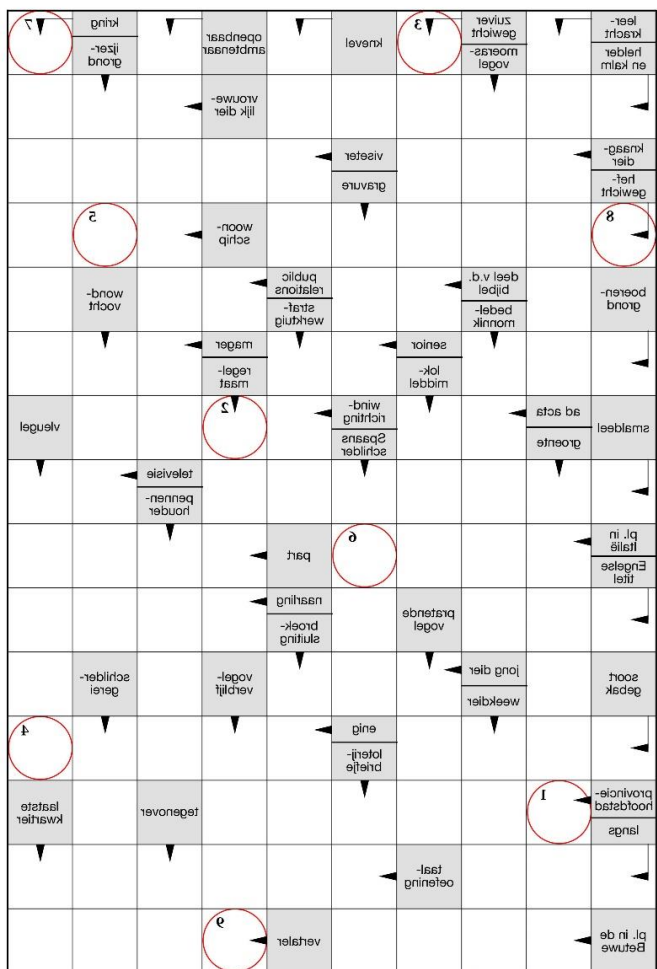 leer-
kracht
helder
en kalm
zuiver
gewicht
moeras-
vogel
3
knevel
openbaar
ambtenaar
kring
ijzer-
grond
7
vrouwe-
lijk dier
knaag-
dier
hef-
gewicht
viseter
gravure
8
woon-
schip
5
boeren-
grond
deel v.d.
bijbel
bedel-
monnik
public
relations
straf-
werktuig
wond-
vocht
senior
lok-
middel
mager
regel-
maat
smaldeel
ad acta
groente
wind-
richting
Spaans
schilder
2
vleugel
televisie
pennen-
houder
pl. in
Italië
Engelse
titel
6
part
pratende
vogel
naarling
broek-
sluiting
soort
gebak
jong dier
weekdier
vogel-
verblijf
schilder-
gerei
enig
loterij-
briefje
4
provincie-
hoofdstad
langs
1
tegenover
laatste
kwartier
taal-
oefening
pl. in de
Betuwe
vertaler
9